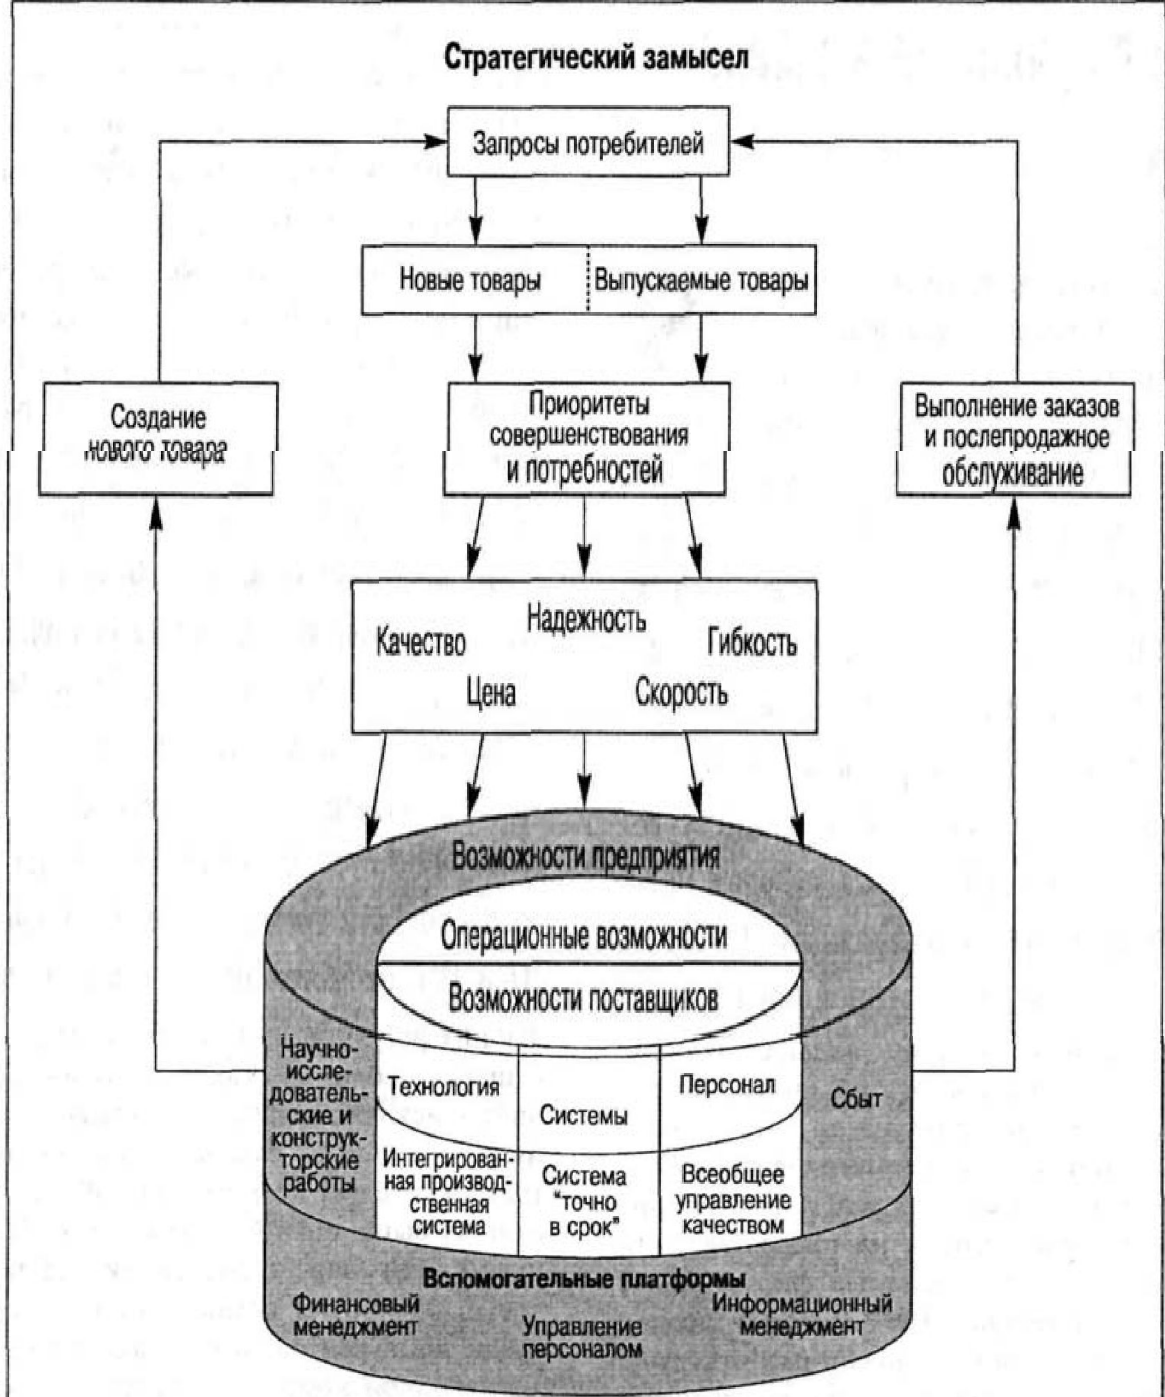 Стратегический замысел
Запросы потребителей
Новые товары
Выпускаемые товары
Создание
нового товара
Приоритеты
совершенствования
и потребностей
Выполнение заказов
и послепродажное
обслуживание
Надежность
Качество
Гибкость
Цена
Скорость
Возможности предприятия
Операционные возможности
Возможности поставщиков
Научно-
иссле-
дователь-
ские и
конструк-
торские
работы
Технология
Системы
Персонал
Сбыт
Интегрирован-
ная производ-
ственная
система
Система
"точно
в срок"
Всеобщее
управление
качеством
Вспомогательные платформы
Финансовый
менеджмент
Управление
персоналом
Информационный
менеджмент